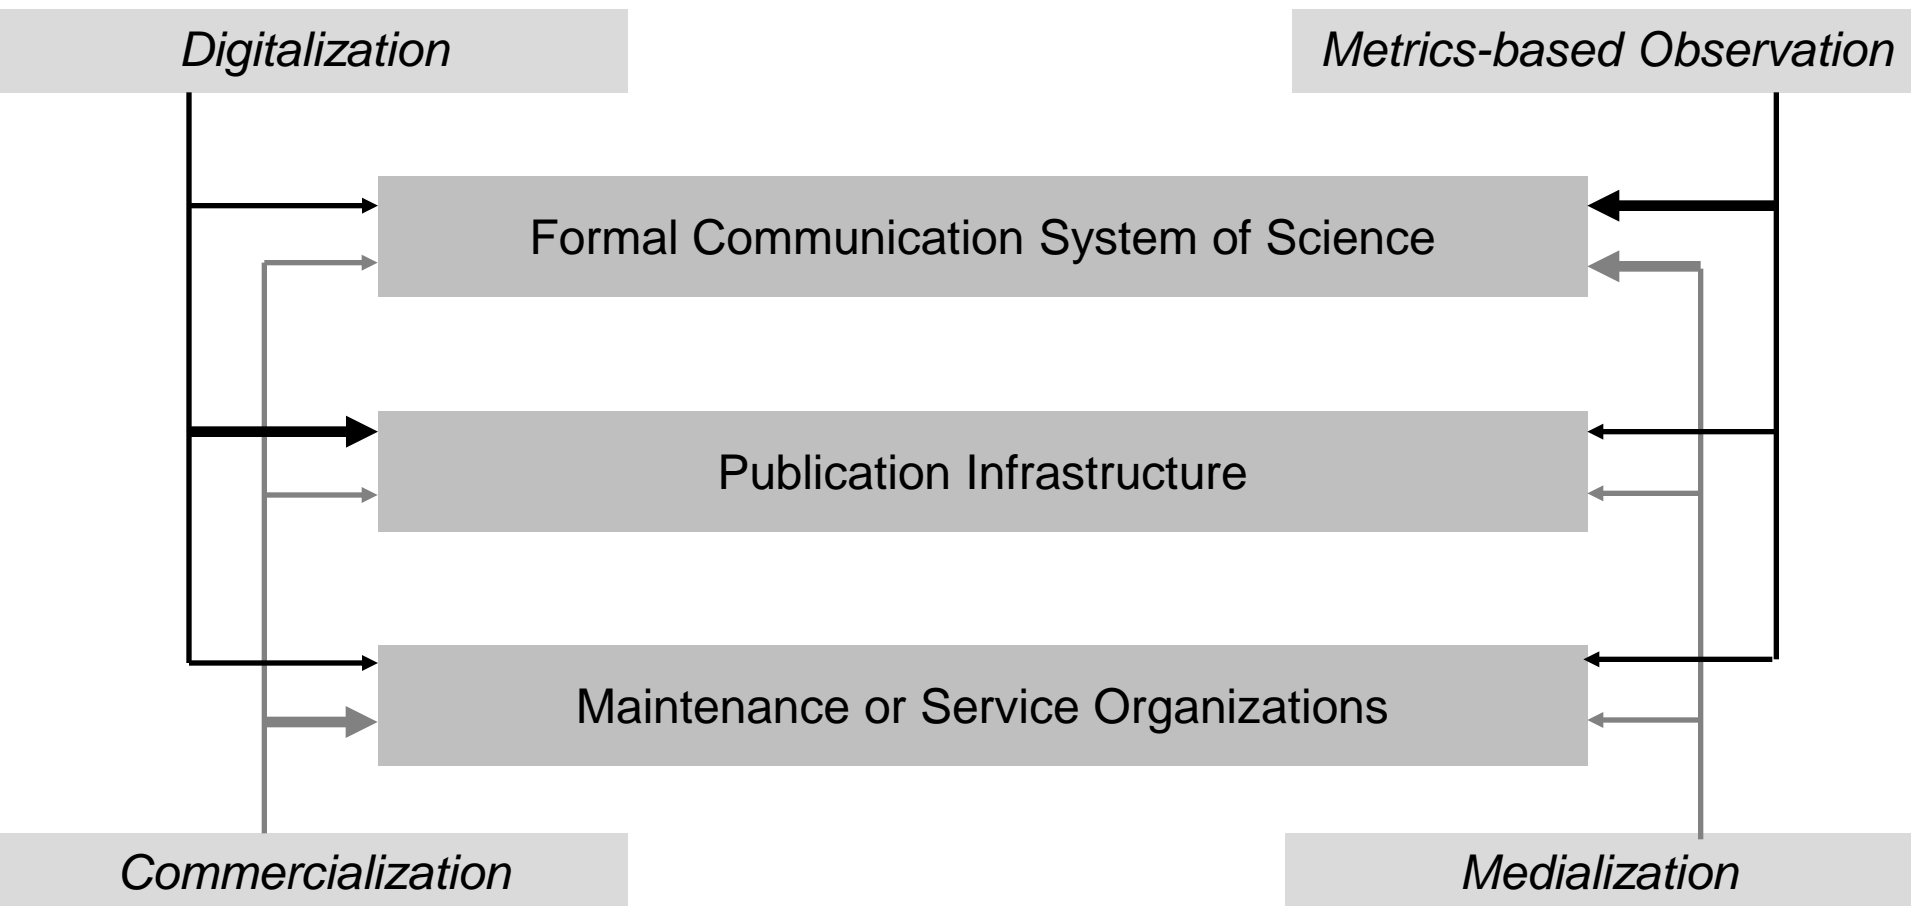 Digitalization
Metrics-based Observation
Formal Communication System of Science
Publication Infrastructure
Maintenance or Service Organizations
Commercialization
Medialization